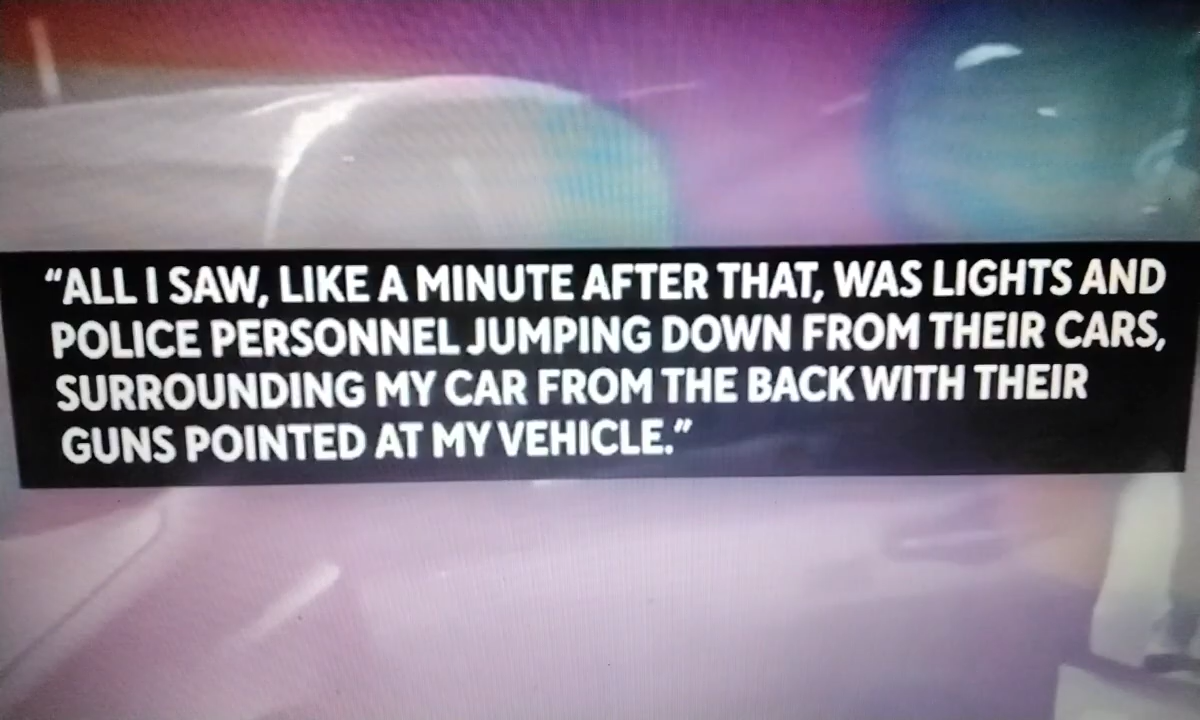 “ALL I SAW, LIKE A MINUTE AFTER THAT, WAS LIGHTS AND
POLICE PERSONNEL JUMPING DOWN FROM THEIR CARS,
SURROUNDING MY CAR FROM THE BACK WITH THEIR
GUNS POINTED AT MY VEHICLE.”